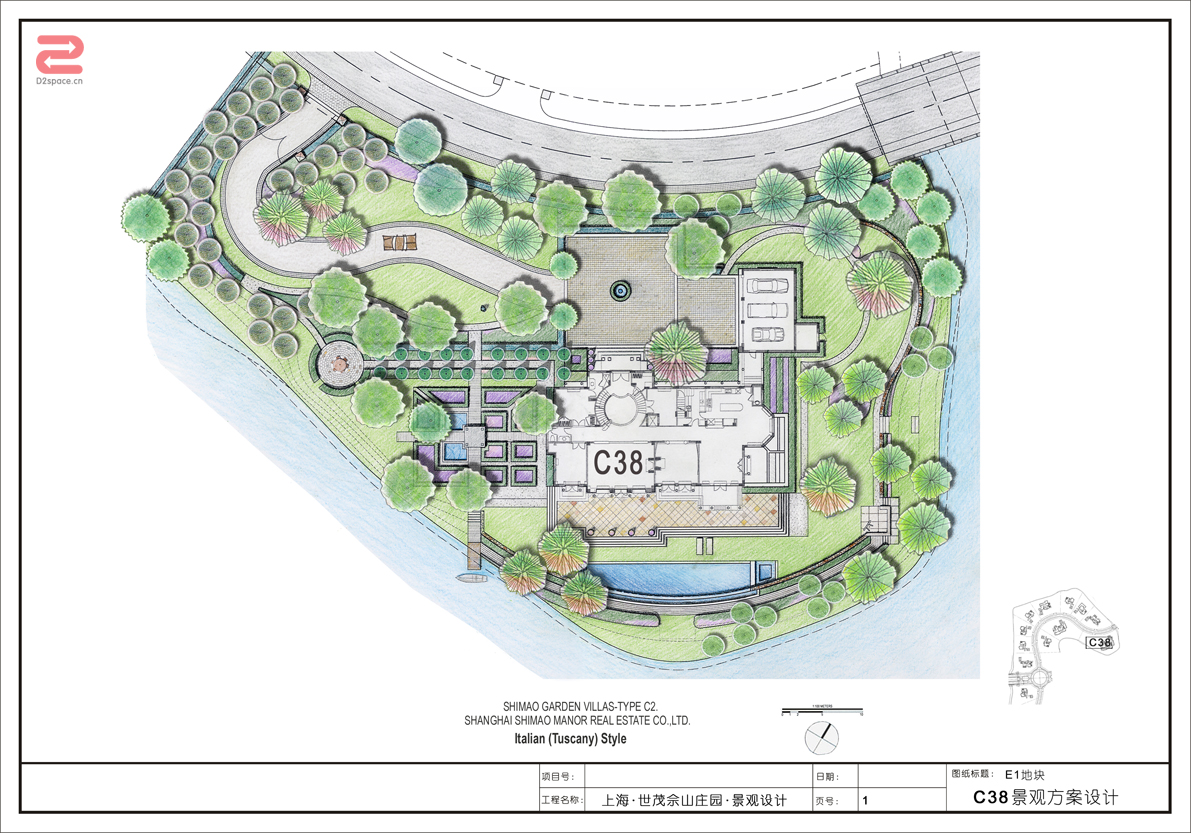 D2space.cn
C38
C38
SHIMAO GARDEN VILLAS-TYPE C2.
SHANGHAI SHIMAO MANOR REAL ESTATE CO.,LTD.
Italian (Tuscany) Style
项目号:
日期:
图纸标题: E1地块
工程名称: 上海·世茂佘山庄园·景观设计
页号: 1
C38景观方案设计